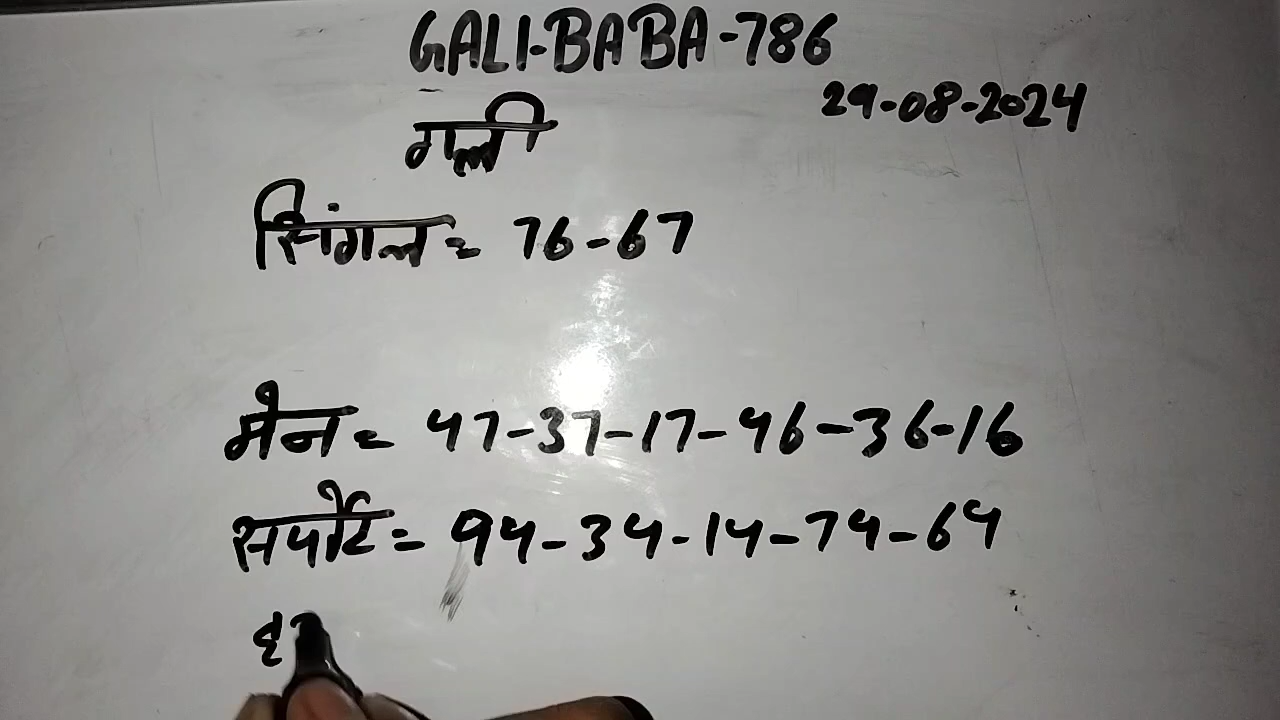 GALI-BABA-786
29-08-2024
गली
सिंगल = 76-67
मेन = 47-37-17-46-36-16
सपोर्ट = 94-34-14-74-64